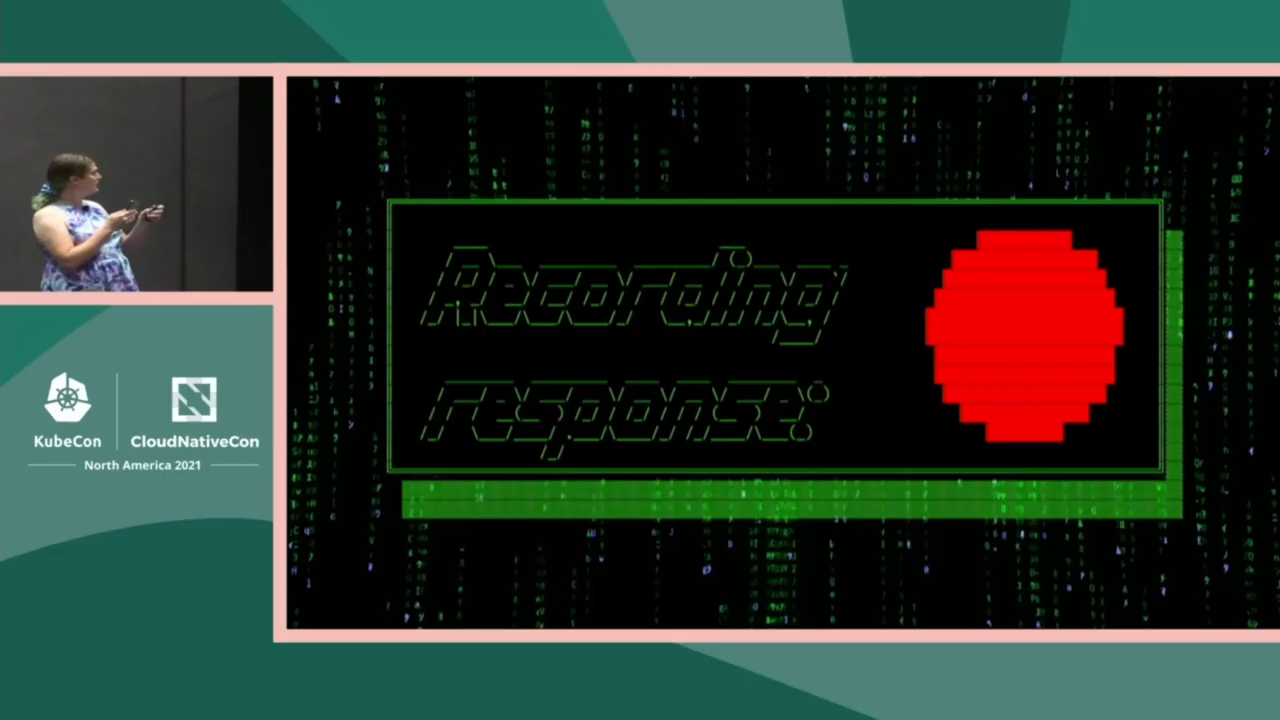 Recording
response:
KubeCon
CloudNativeCon
North America 2021